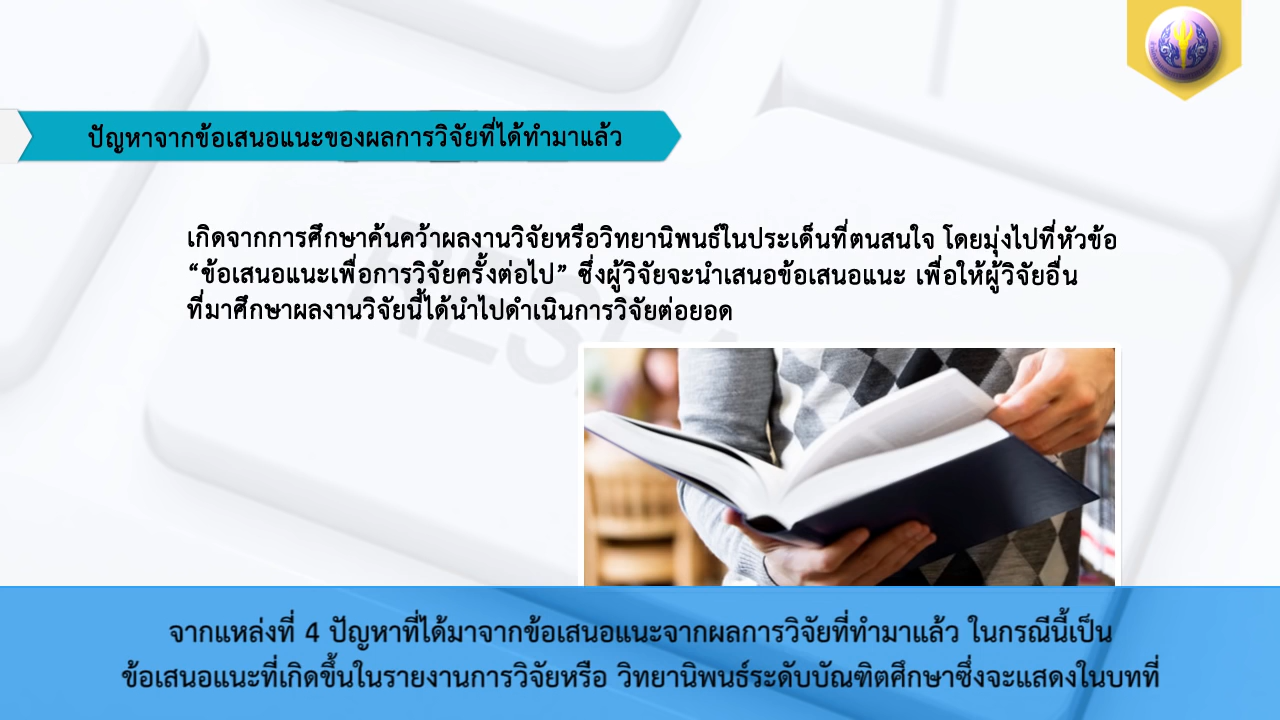 ปัญหาจากข้อเสนอแนะของผลการวิจัยที่ได้ทำมาแล้ว
เกิดจากการศึกษาค้นคว้าผลงานวิจัยหรือวิทยานิพนธ์ในประเด็นที่ตนสนใจ โดยมุ่งไปที่หัวข้อ
“ข้อเสนอแนะเพื่อการวิจัยครั้งต่อไป” ซึ่งผู้วิจัยจะนำเสนอข้อเสนอแนะ เพื่อให้ผู้วิจัยอื่น
ที่มาศึกษาผลงานวิจัยนี้ได้นำไปดำเนินการวิจัยต่อยอด
จากแหล่งที่ 4 ปัญหาที่ได้มาจากข้อเสนอแนะจากผลการวิจัยที่ทำมาแล้ว ในกรณีนี้เป็น
ข้อเสนอแนะที่เกิดขึ้นในรายงานการวิจัยหรือ วิทยานิพนธ์ระดับบัณฑิตศึกษาซึ่งจะแสดงในบทที่